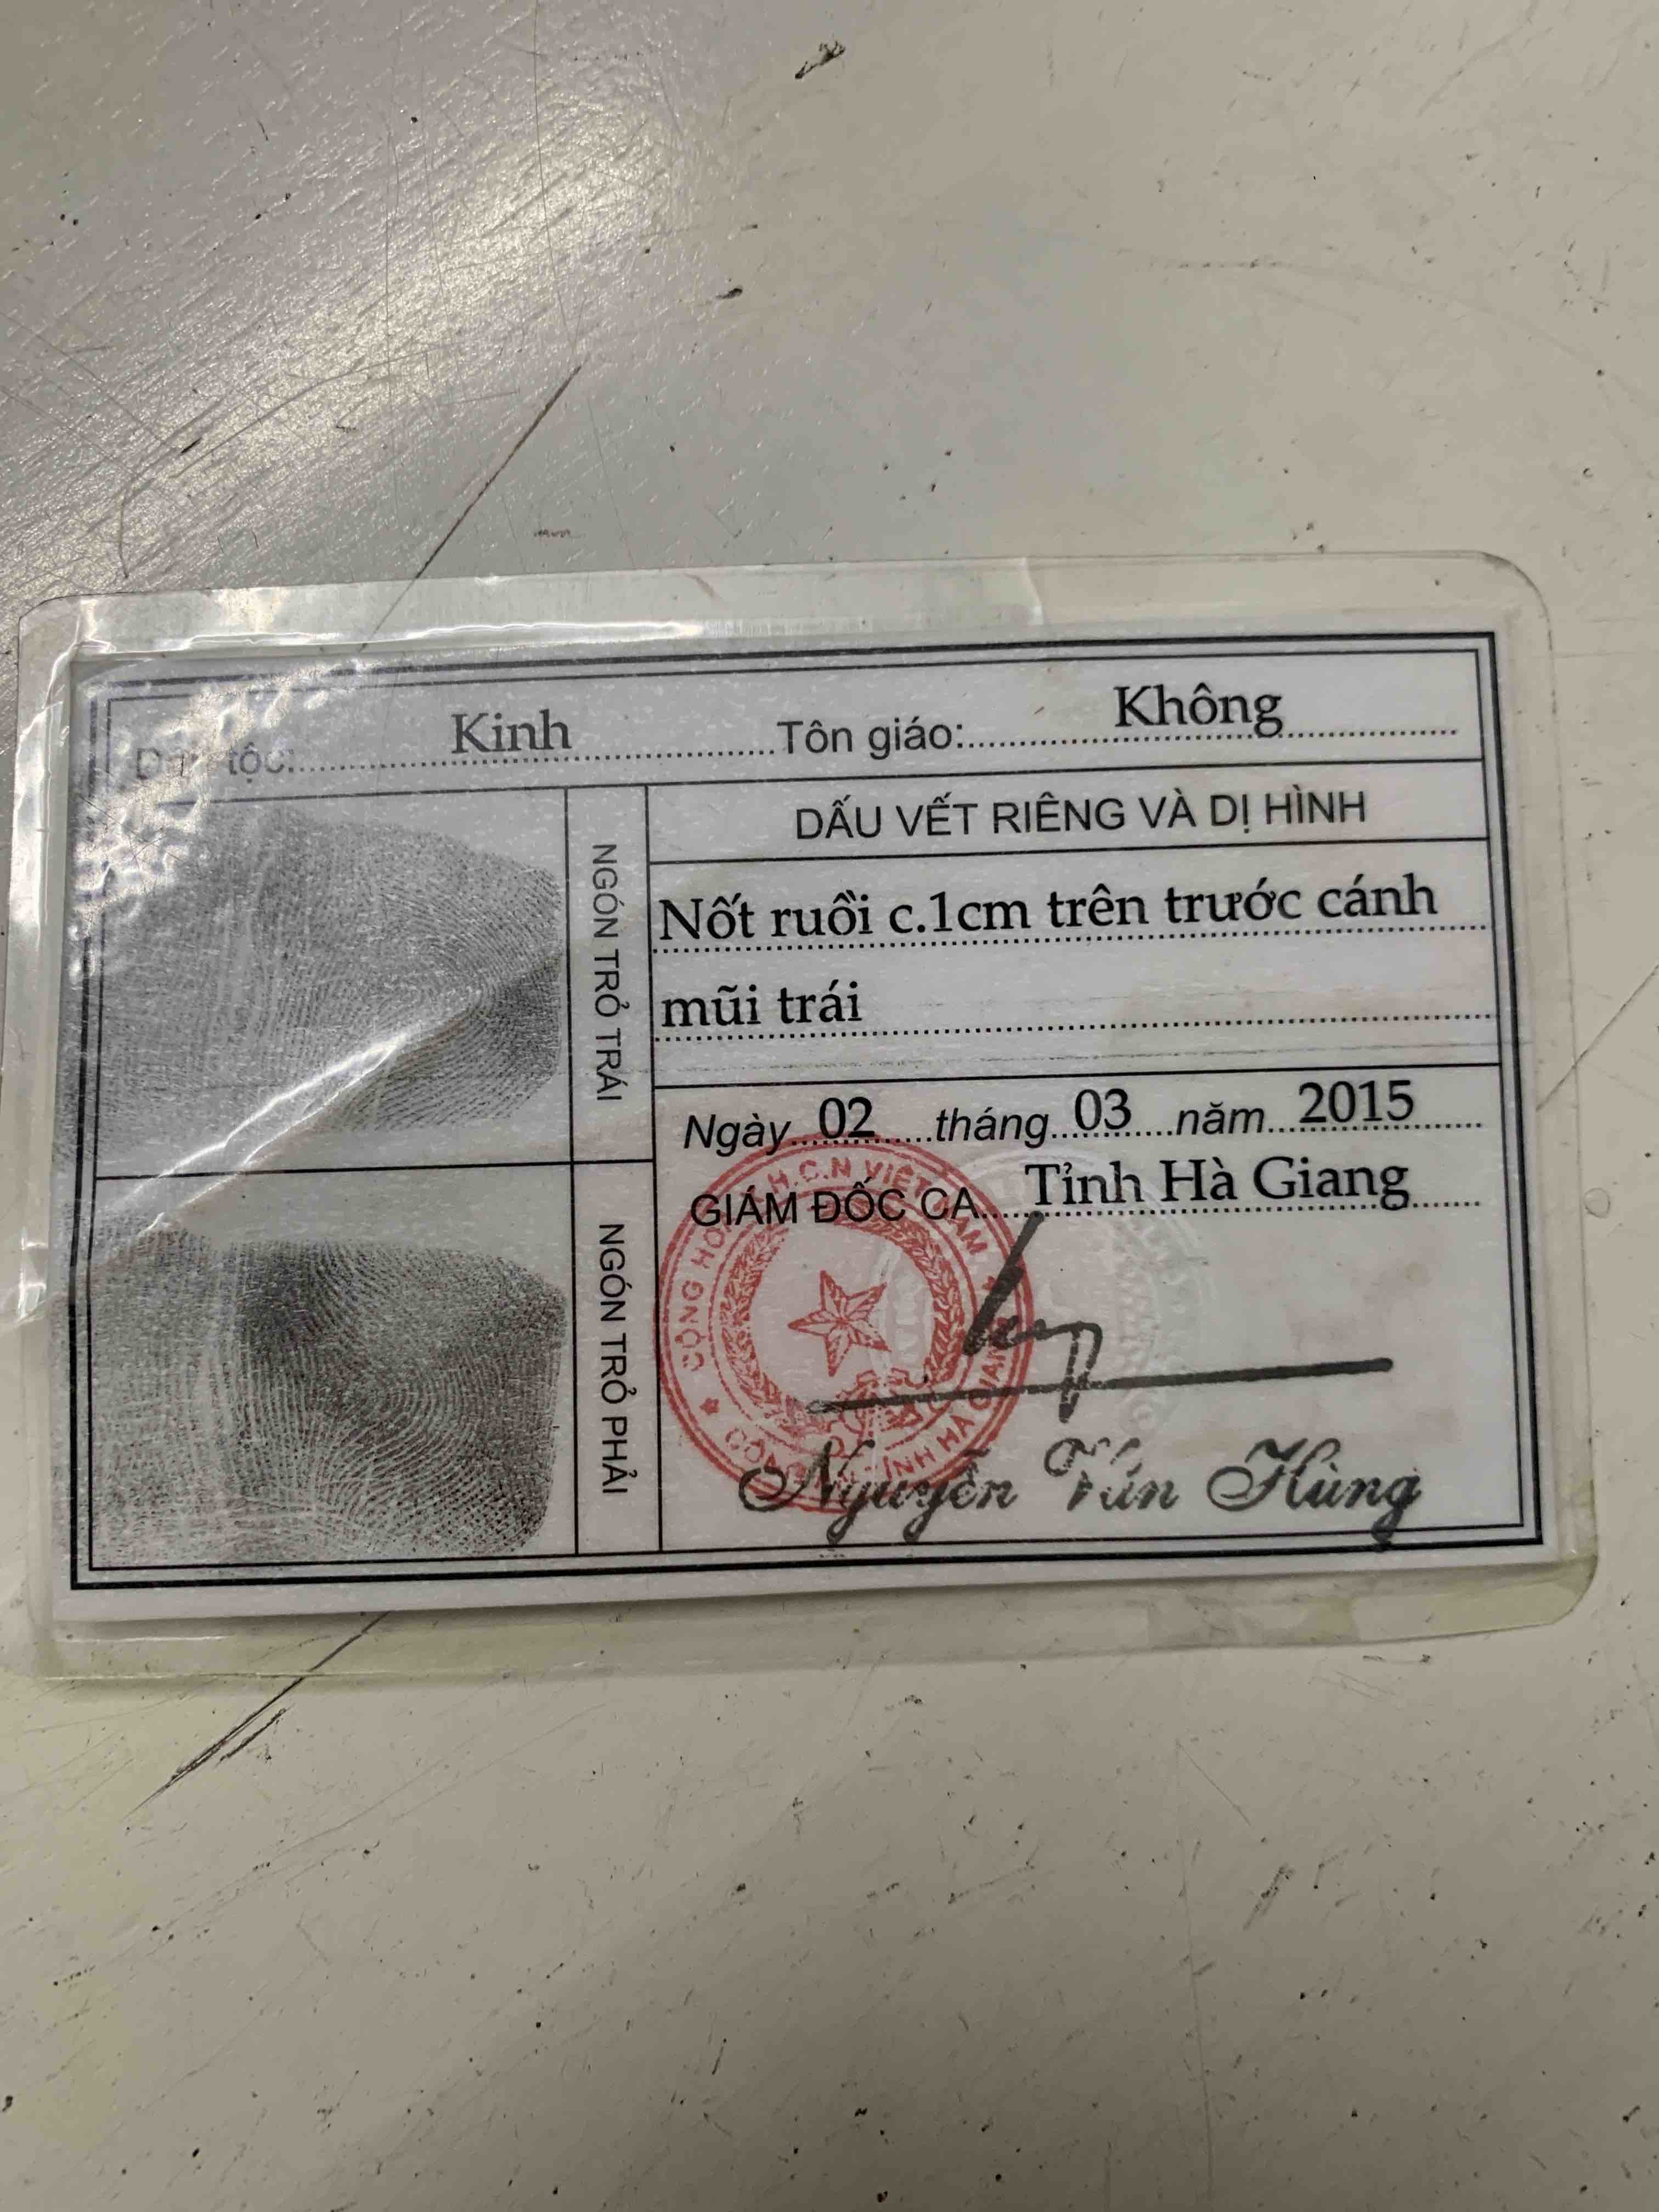 Dân tộc: Kinh Tôn giáo: Không
DẤU VẾT RIÊNG VÀ DỊ HÌNH
Nốt ruồi c.1cm trên trước cánh
mũi trái
NGÓN TRỎ TRÁI
Ngày 02 tháng 03 năm 2015
GIÁM ĐỐC CA Tỉnh Hà Giang
NGÓN TRỎ PHẢI
Nguyễn Văn Hùng